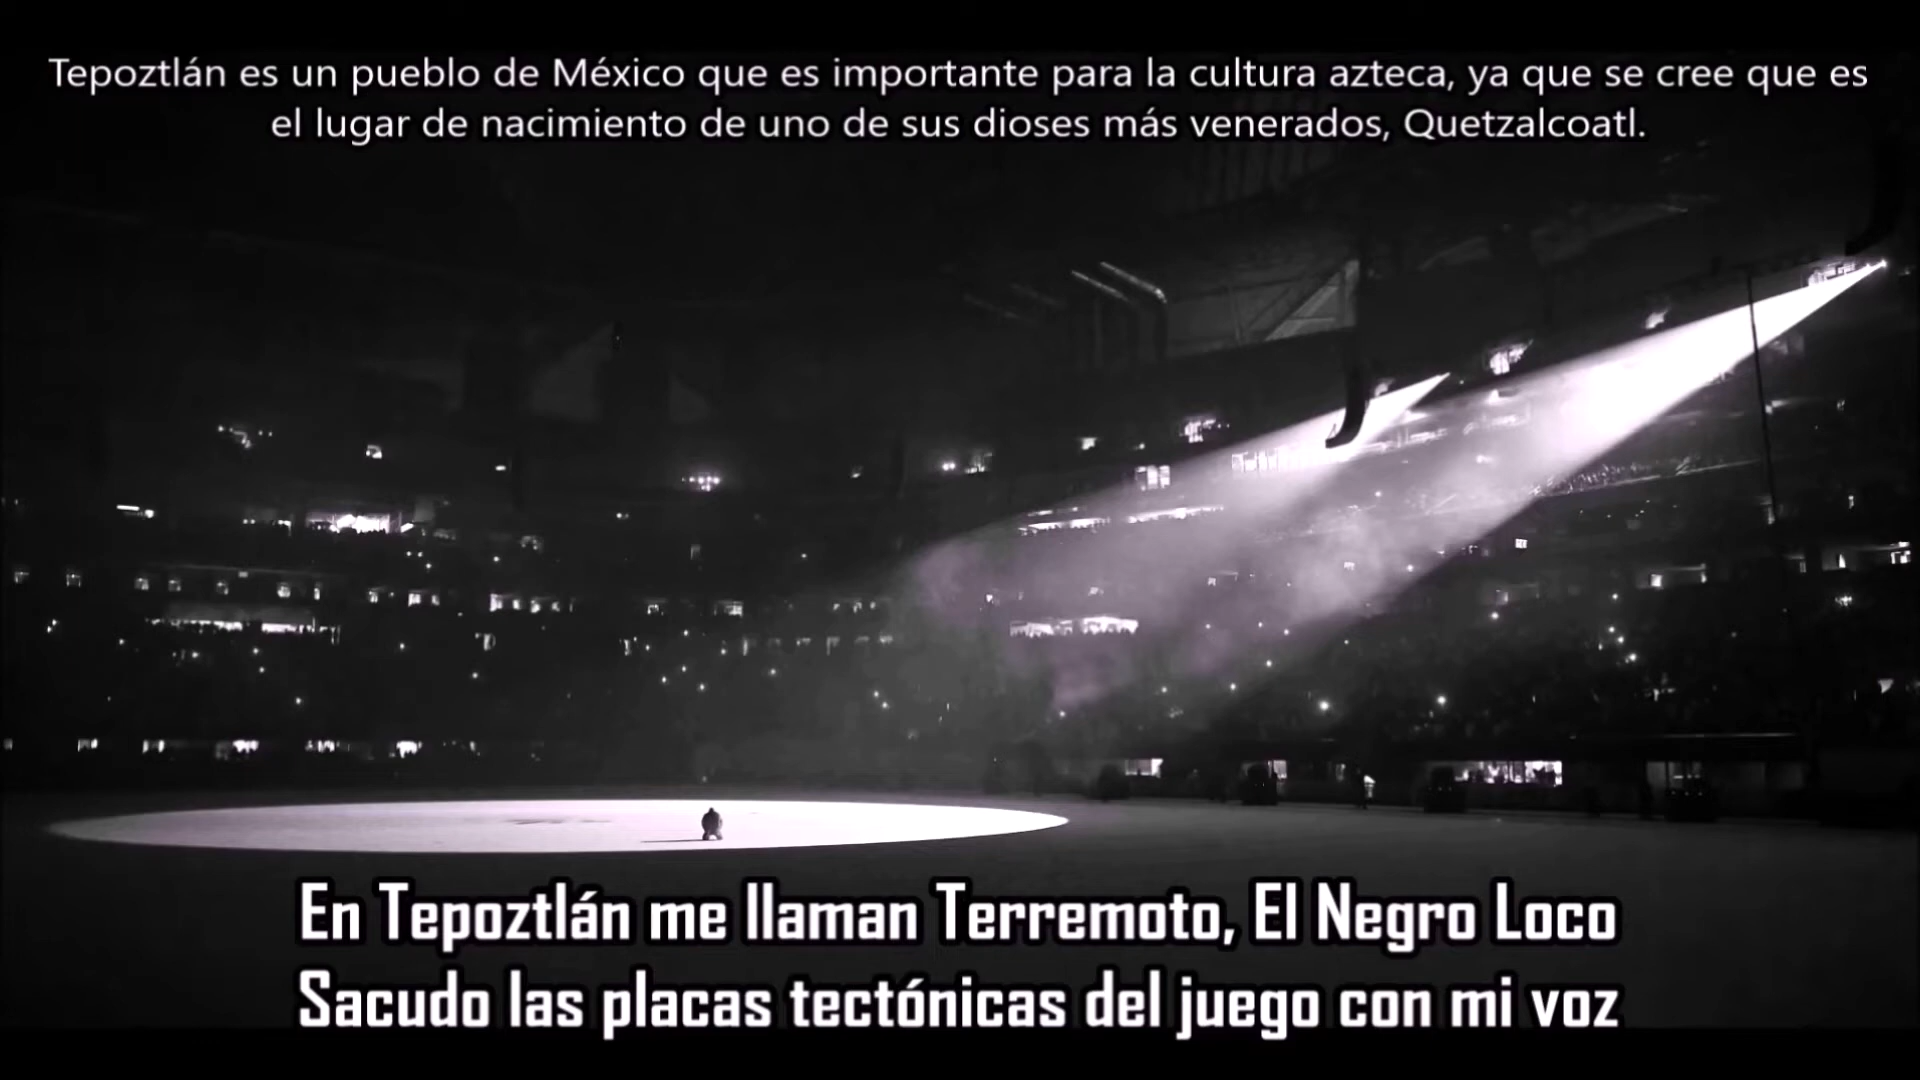 Tepoztlán es un pueblo de México que es importante para la cultura azteca, ya que se cree que es
el lugar de nacimiento de uno de sus dioses más venerados, Quetzalcoatl.
En Tepoztlán me llaman Terremoto, El Negro Loco
Sacudo las placas tectónicas del juego con mi voz